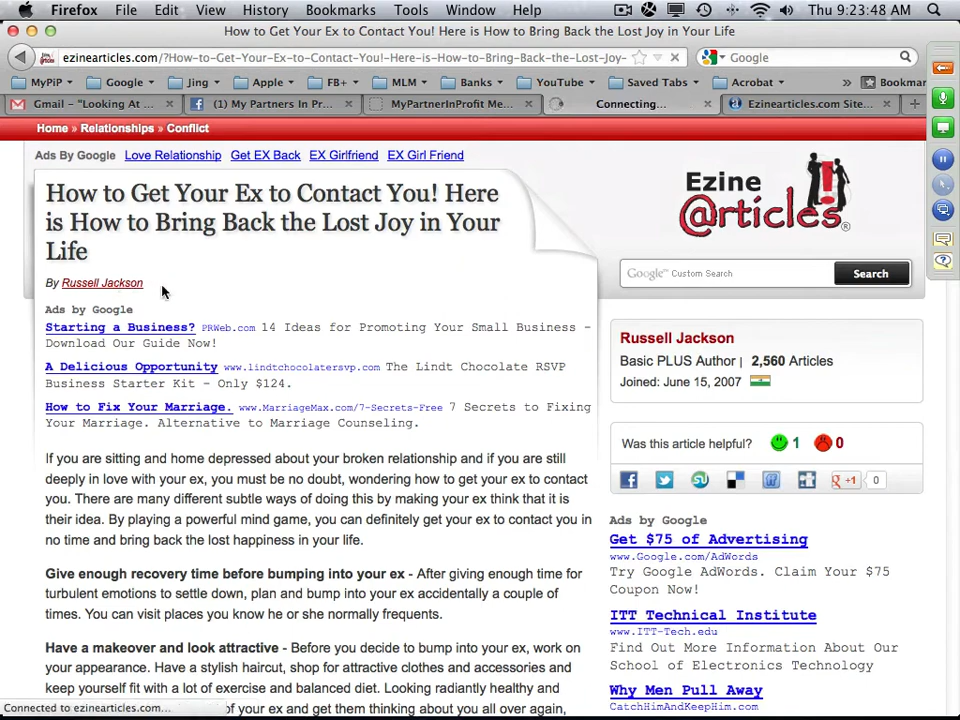 Firefox File Edit View History Bookmarks Tools Window Help Thu 9:23:48 AM
How to Get Your Ex to Contact You! Here is How to Bring Back the Lost Joy in Your Life
ezinearticles.com/?How-to-Get-Your-Ex-to-Contact-You!-Here-is-How-to-Bring-Back-the-Lost-Joy- Google
MyPiP Google Jing Apple FB+ MLM Banks YouTube Saved Tabs Acrobat » Bookmar
Gmail - "Looking At ... (1) My Partners In Pr... MyPartnerInProfit Me... Connecting... Ezinearticles.com Site...
Home » Relationships » Conflict
Ads By Google Love Relationship Get EX Back EX Girlfriend EX Girl Friend
How to Get Your Ex to Contact You! Here
is How to Bring Back the Lost Joy in Your
Life
By Russell Jackson
Ads by Google
Starting a Business? PRWeb.com 14 Ideas for Promoting Your Small Business -
Download Our Guide Now!
A Delicious Opportunity www.lindtchocolatersvp.com The Lindt Chocolate RSVP
Business Starter Kit - Only $124.
How to Fix Your Marriage. www.MarriageMax.com/7-Secrets-Free 7 Secrets to Fixing
Your Marriage. Alternative to Marriage Counseling.
If you are sitting and home depressed about your broken relationship and if you are still
deeply in love with your ex, you must be no doubt, wondering how to get your ex to contact
you. There are many different subtle ways of doing this by making your ex think that it is
their idea. By playing a powerful mind game, you can definitely get your ex to contact you in
no time and bring back the lost happiness in your life.
Give enough recovery time before bumping into your ex - After giving enough time for
turbulent emotions to settle down, plan and bump into your ex accidentally a couple of
times. You can visit places you know he or she normally frequents.
Have a makeover and look attractive - Before you decide to bump into your ex, work on
your appearance. Have a stylish haircut, shop for attractive clothes and accessories and
keep yourself fit with a lot of exercise and balanced diet. Looking radiantly healthy and
of your ex and get them thinking about you all over again,
Connected to ezinearticles.com...
Ezine
@rticles®
Google™ Custom Search Search
Russell Jackson
Basic PLUS Author | 2,560 Articles
Joined: June 15, 2007
Was this article helpful? 1 0
+1 0
Ads by Google
Get $75 of Advertising
www.Google.com/AdWords
Try Google AdWords. Claim Your $75
Coupon Now!
ITT Technical Institute
www.ITT-Tech.edu
Find Out More Information About Our
School of Electronics Technology
Why Men Pull Away
CatchHimAndKeepHim.com